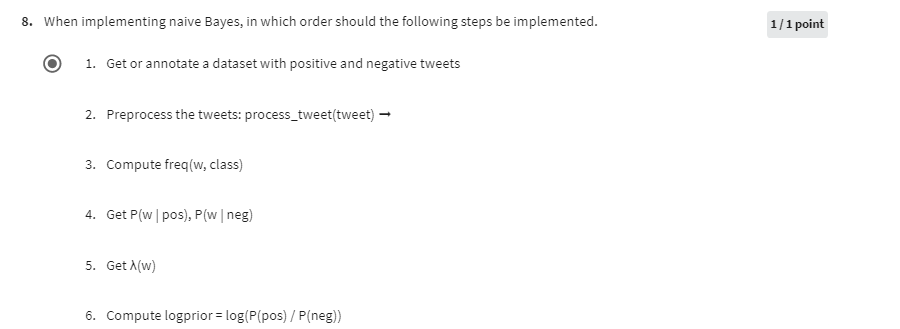 8. When implementing naive Bayes, in which order should the following steps be implemented.
1 / 1 point
1. Get or annotate a dataset with positive and negative tweets
2. Preprocess the tweets: process_tweet(tweet) ➞
3. Compute freq(w, class)
4. Get P(w | pos), P(w | neg)
5. Get λ(w)
6. Compute logprior = log(P(pos) / P(neg))